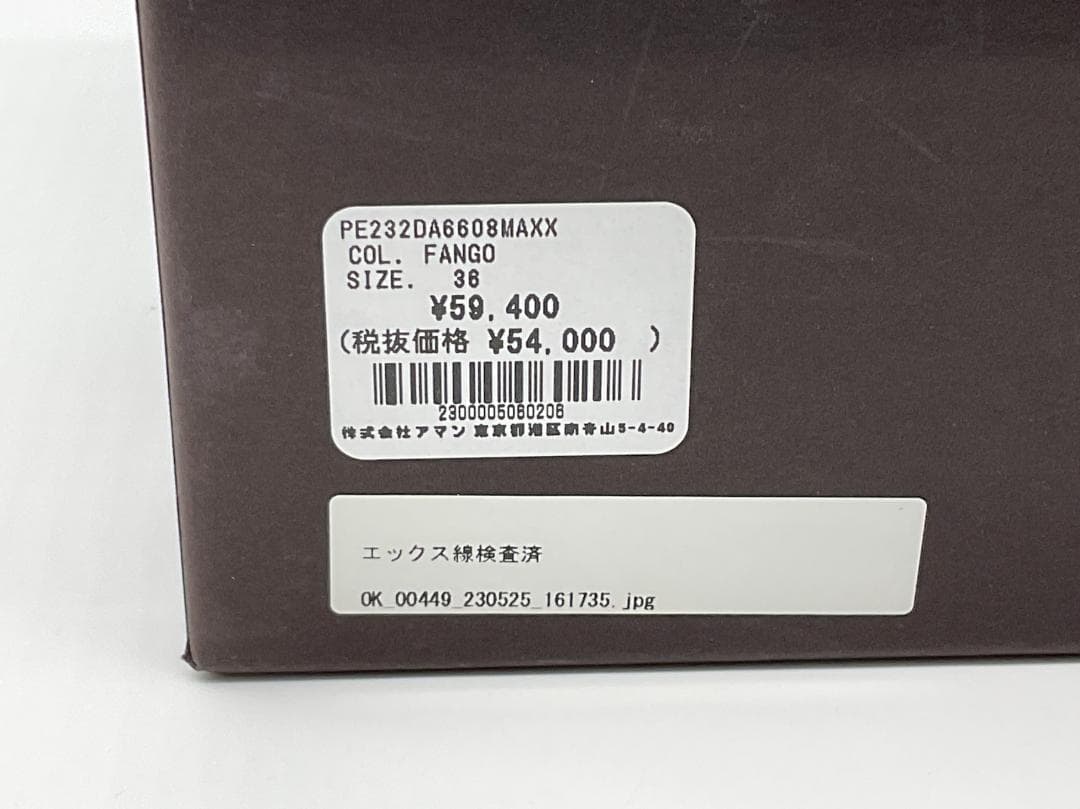 PE232DA6608MAXX
COL. FANGO
SIZE. 36
¥59,400
(税抜価格 ¥54,000 )
2300005060206
株式会社アマン 東京都港区南青山5-4-40
エックス線検査済
OK_00449_230525_161735.jpg